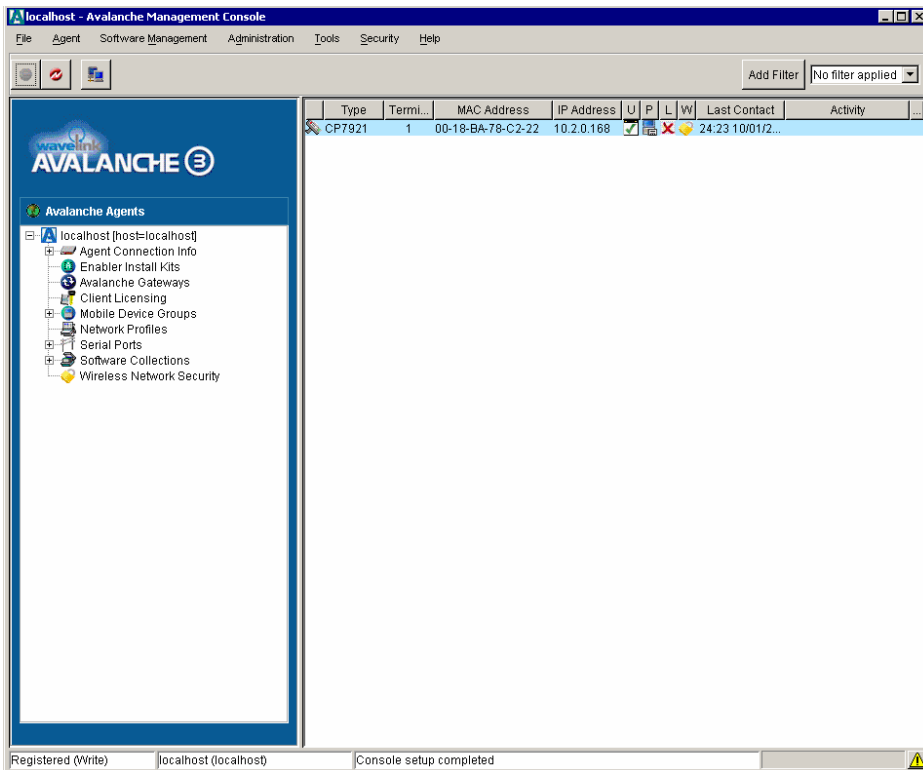 localhost - Avalanche Management Console
File Agent Software Management Administration Tools Security Help
Add Filter No filter applied
wavelink
AVALANCHE 3
Avalanche Agents
localhost [host=localhost]
Agent Connection Info
Enabler Install Kits
Avalanche Gateways
Client Licensing
Mobile Device Groups
Network Profiles
Serial Ports
Software Collections
Wireless Network Security
Type Termi... MAC Address IP Address U P L W Last Contact Activity ...
CP7921 1 00-18-BA-78-C2-22 10.2.0.168 24:23 10/01/2...
Registered (Write) localhost (localhost) Console setup completed